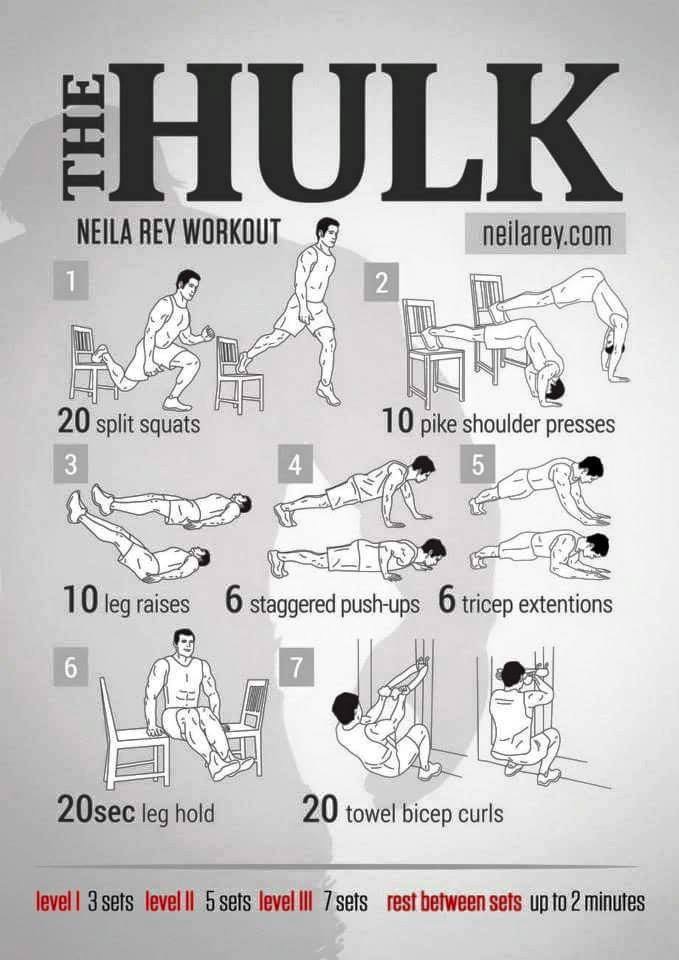 THE HULK
NEILA REY WORKOUT
neilarey.com
1
20 split squats
2
10 pike shoulder presses
3
10 leg raises
4
6 staggered push-ups
5
6 tricep extentions
6
20sec leg hold
7
20 towel bicep curls
level I 3 sets level II 5 sets level III 7 sets rest between sets up to 2 minutes